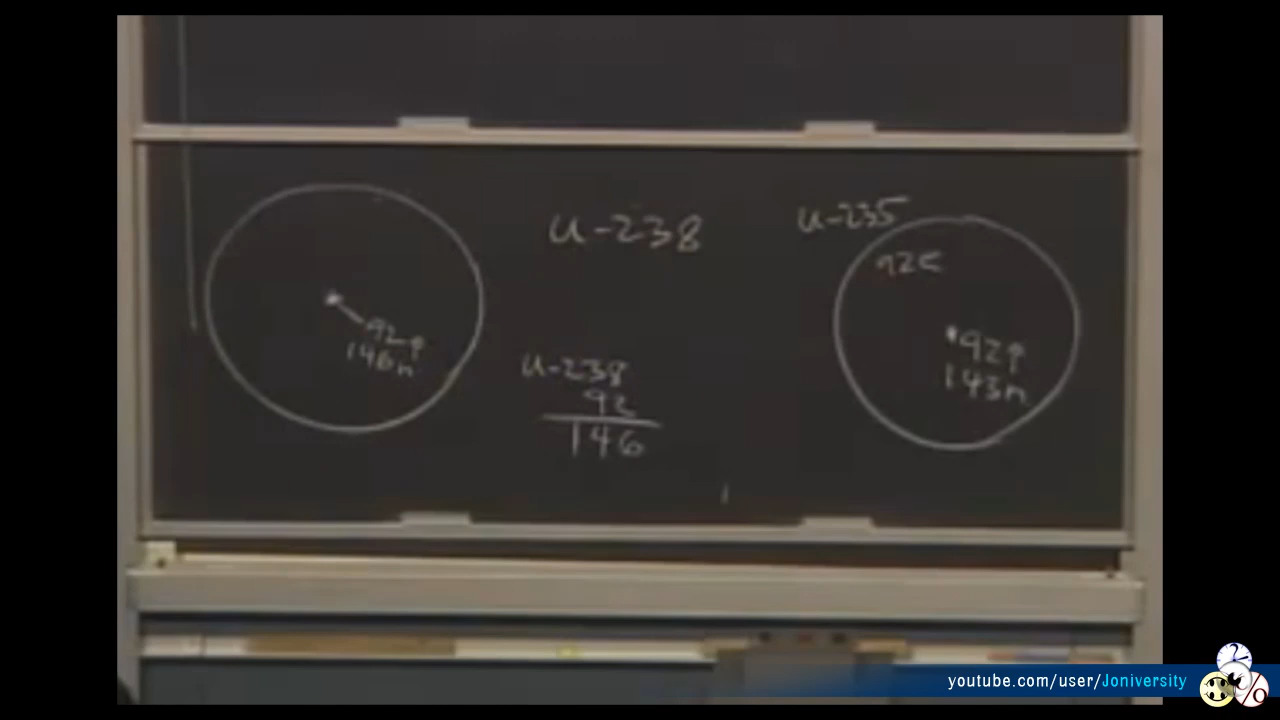 92p
146n
U-238
U-238
92
146
U-235
92e
92p
143n
youtube.com/user/Joniversity